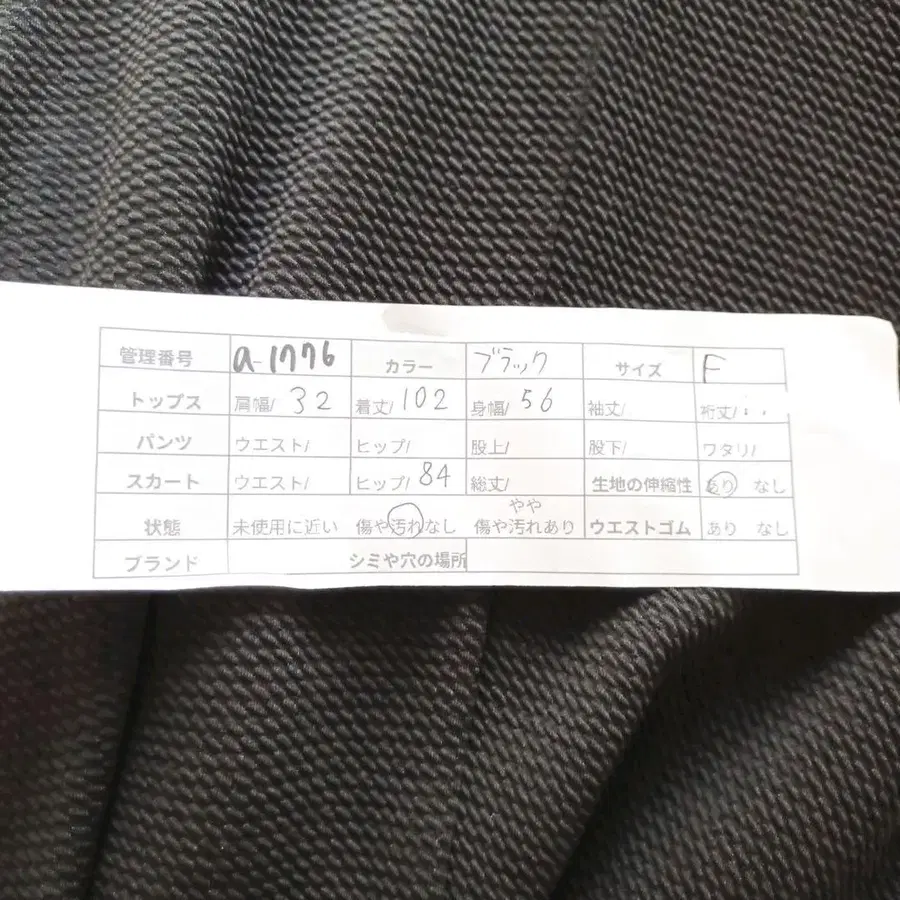 管理番号 a-1776 カラー ブラック サイズ F
トップス 肩幅/ 32 着丈/ 102 身幅/ 56 袖丈/ 裄丈/
パンツ ウエスト/ ヒップ/ 股上/ 股下/ ワタリ/
スカート ウエスト/ ヒップ/ 84 総丈/ 生地の伸縮性 あり なし
やや
状態 未使用に近い 傷や汚れなし 傷や汚れあり ウエストゴム あり なし
ブランド シミや穴の場所